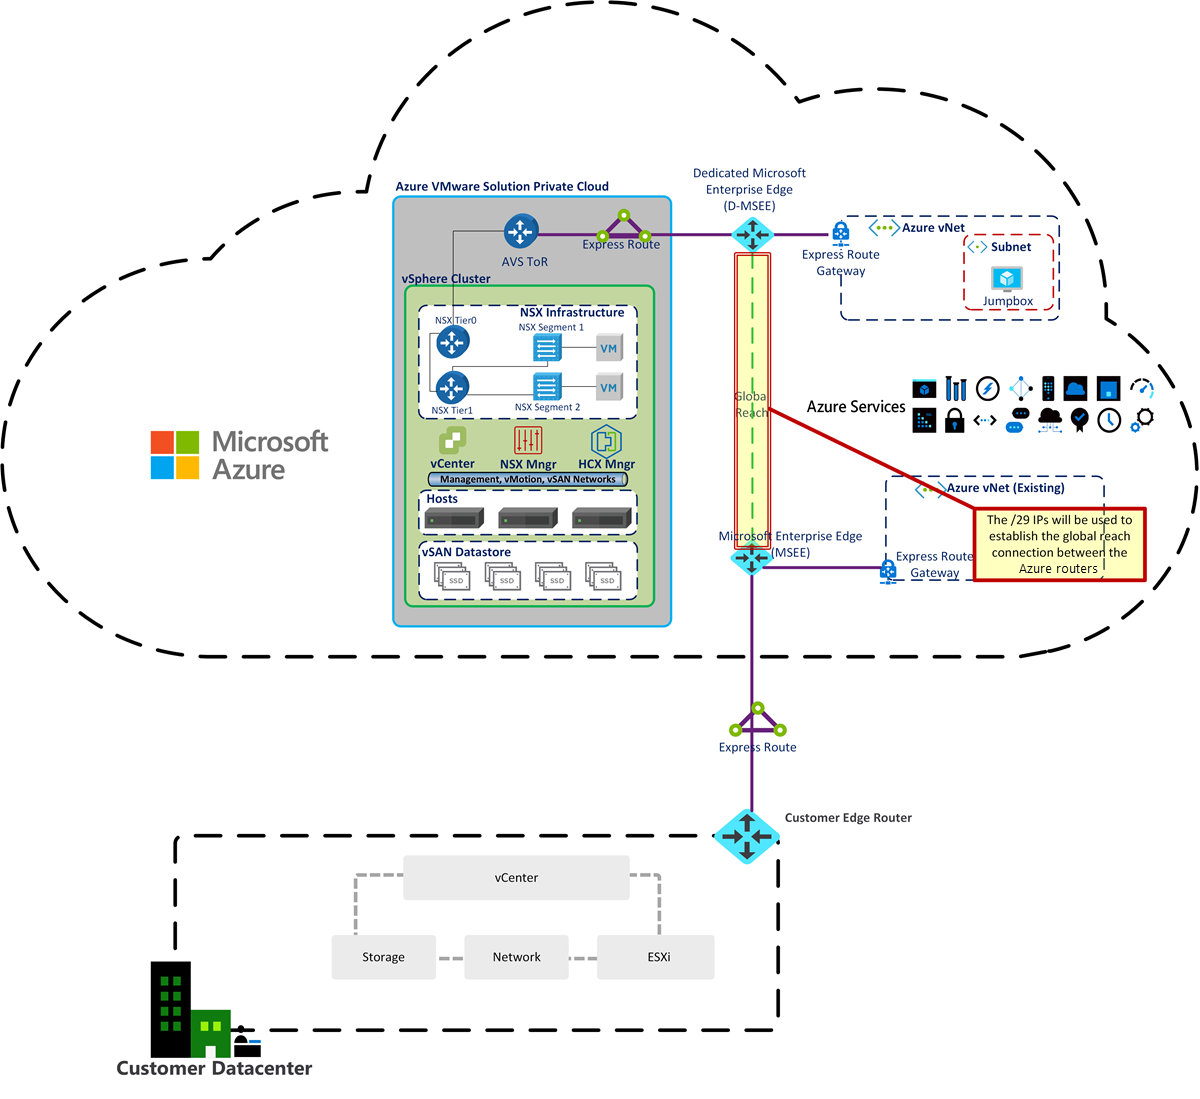 Azure VMware Solution Private Cloud
Dedicated Microsoft
Enterprise Edge
(D-MSEE)
AVS ToR
Express Route
Express Route
Gateway
Azure vNet
Subnet
Jumpbox
vSphere Cluster
NSX Infrastructure
NSX Tier0
NSX Segment 1
VM
NSX Tier1
NSX Segment 2
VM
Global
Reach
Azure Services
Microsoft
Azure
vCenter
NSX Mngr
HCX Mngr
Management, vMotion, vSAN Networks
Hosts
vSAN Datastore
SSD
SSD
SSD
SSD
Microsoft Enterprise Edge
(MSEE)
Azure vNet (Existing)
The /29 IPs will be used to
establish the global reach
connection between the
Azure routers
Express Route
Gateway
Express Route
Customer Edge Router
vCenter
Storage
Network
ESXi
Customer Datacenter